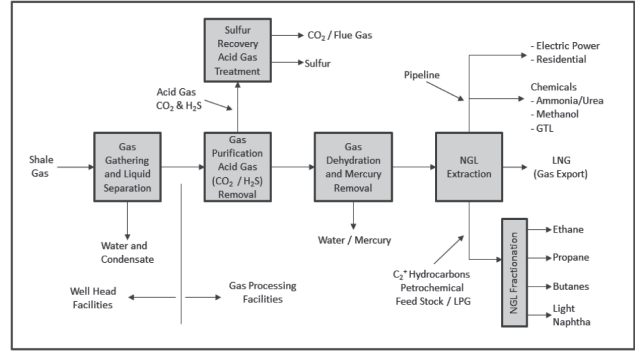 Sulfur
Recovery
Acid Gas
Treatment
CO₂ / Flue Gas
Sulfur
Acid Gas
CO₂ & H₂S
Pipeline
- Electric Power
- Residential
Chemicals
- Ammonia/Urea
- Methanol
- GTL
Shale
Gas
Gas
Gathering
and Liquid
Separation
Gas
Purification
Acid Gas
(CO₂ / H₂S)
Removal
Gas
Dehydration
and Mercury
Removal
NGL
Extraction
LNG
(Gas Export)
Water and
Condensate
Water / Mercury
Well Head
Facilities
Gas Processing
Facilities
C₂⁺ Hydrocarbons
Petrochemical
Feed Stock / LPG
NGL Fractionation
Ethane
Propane
Butanes
Light
Naphtha